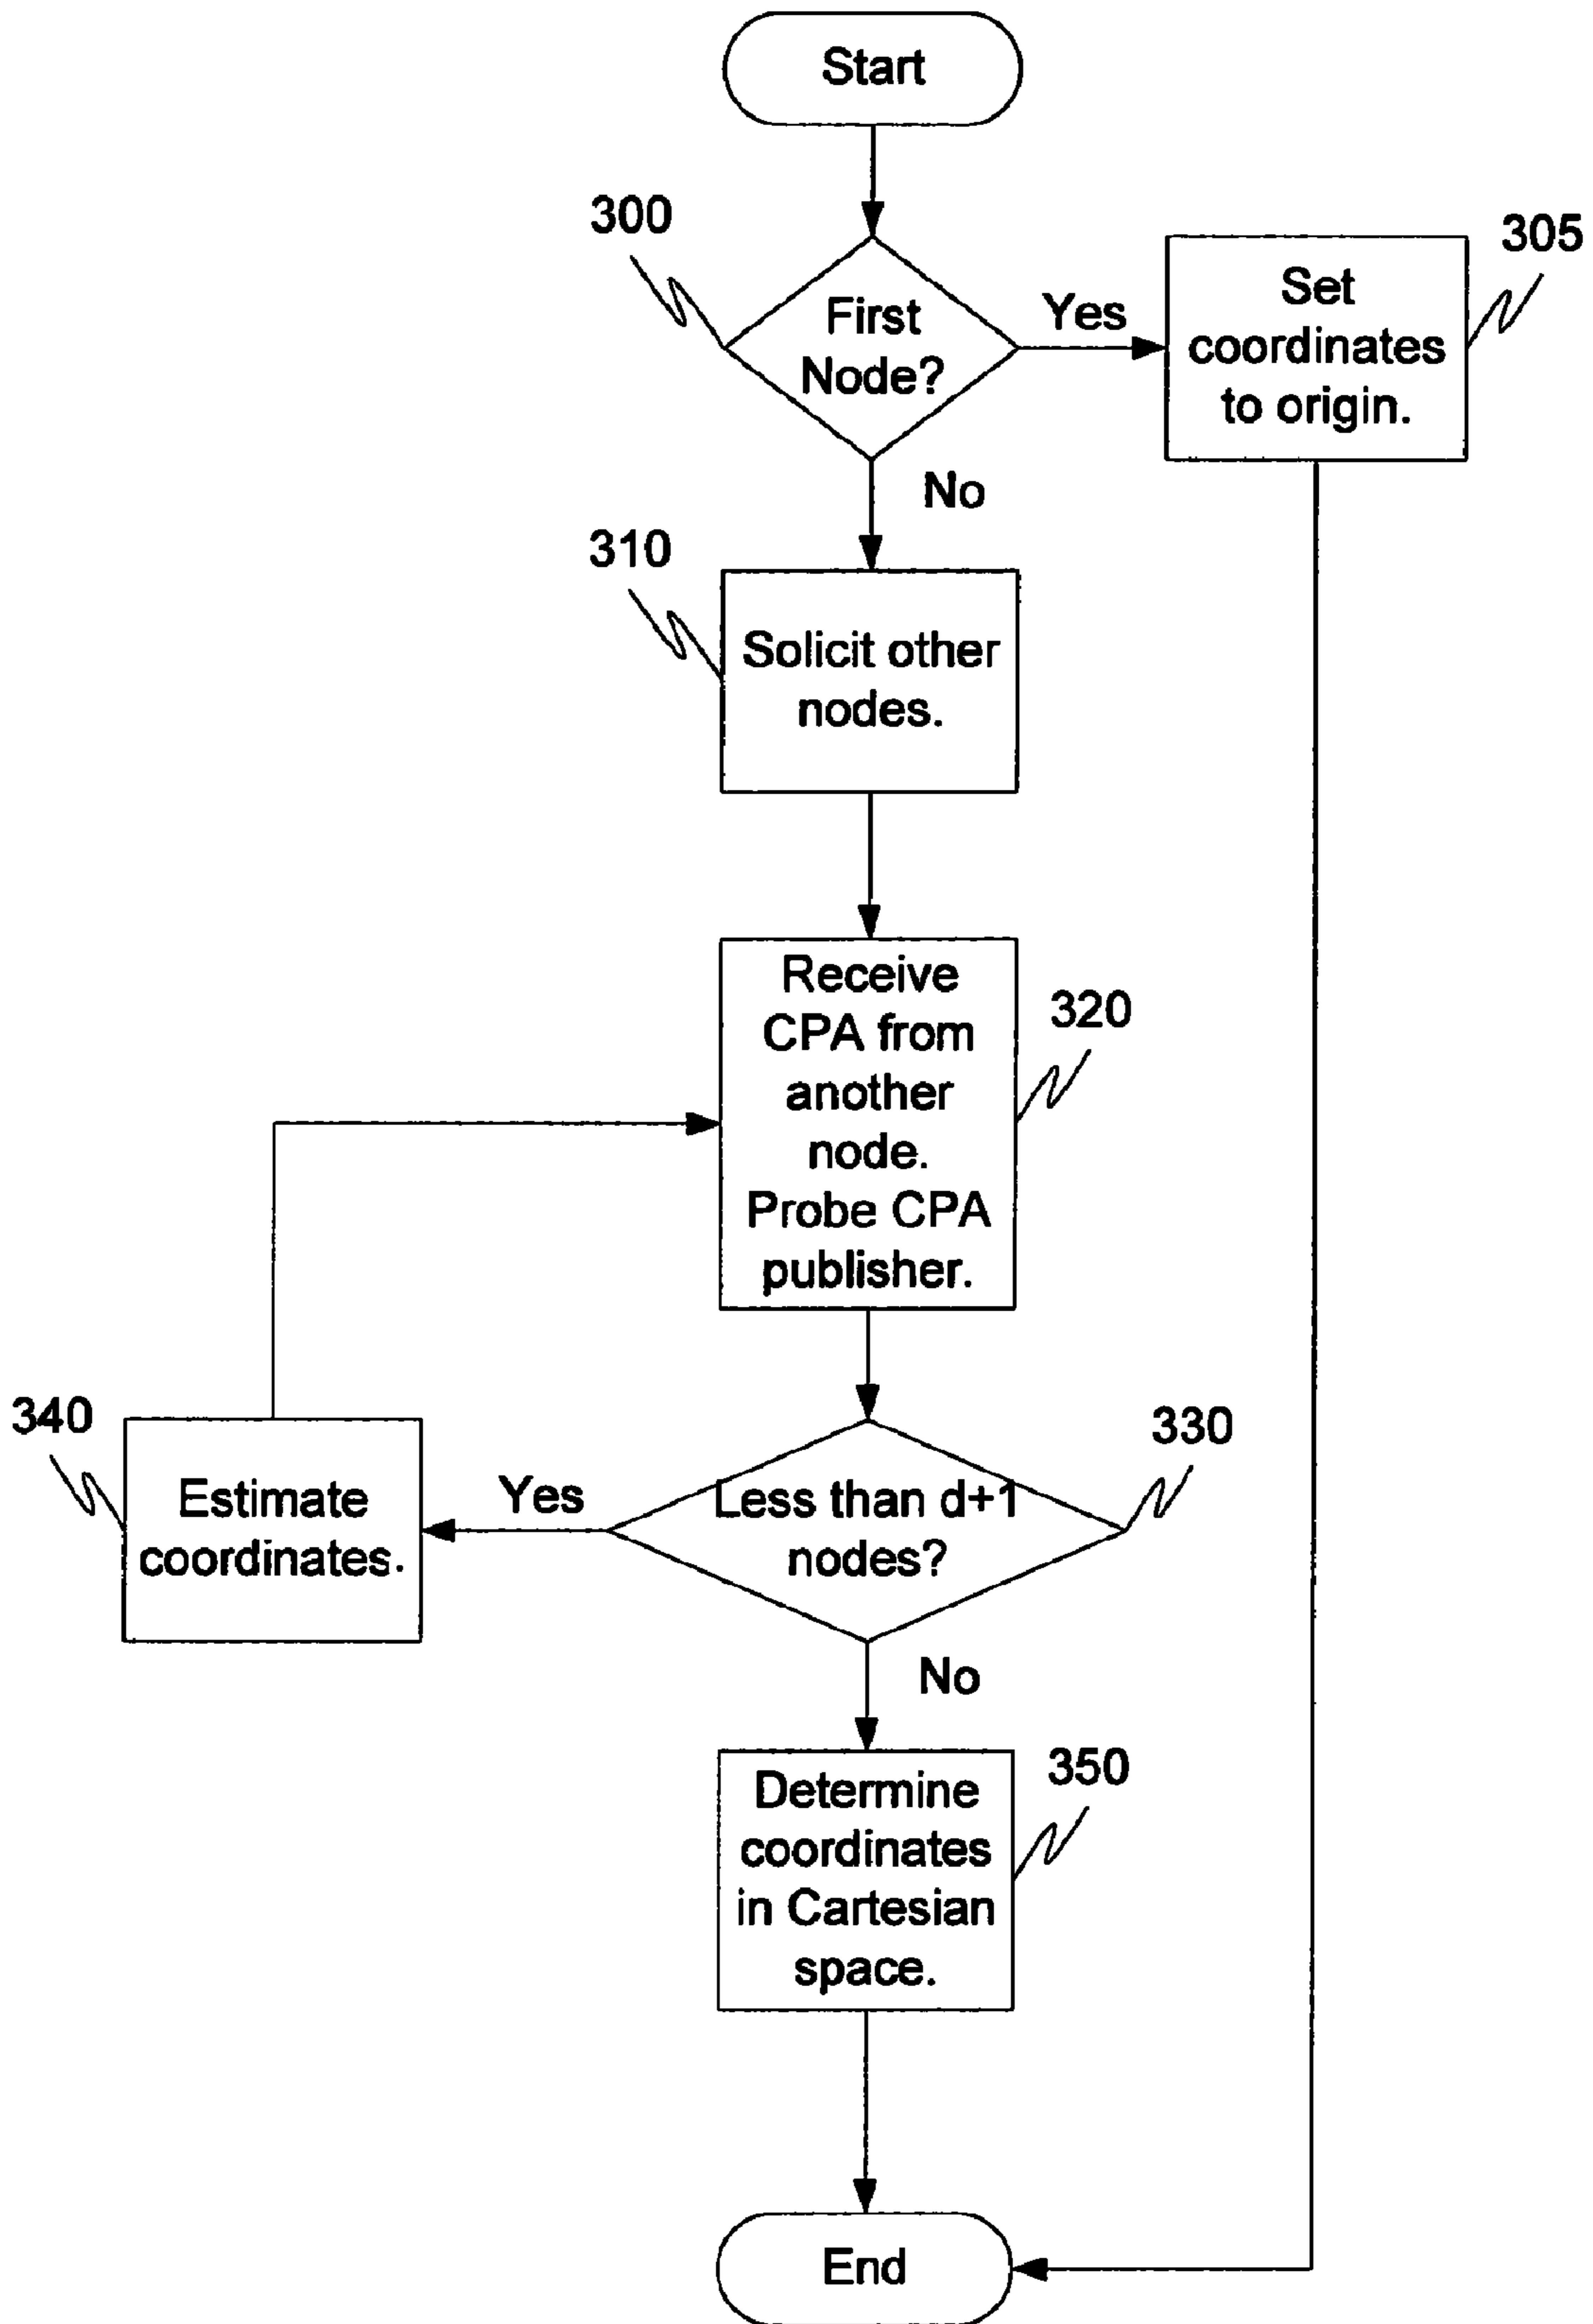 Start
300
First
Node?
Yes
305
Set
coordinates
to origin.
No
310
Solicit other
nodes.
Receive
CPA from
another
node.
Probe CPA
publisher.
320
340
Estimate
coordinates.
Yes
Less than d+1
nodes?
330
No
Determine
coordinates
in Cartesian
space.
350
End